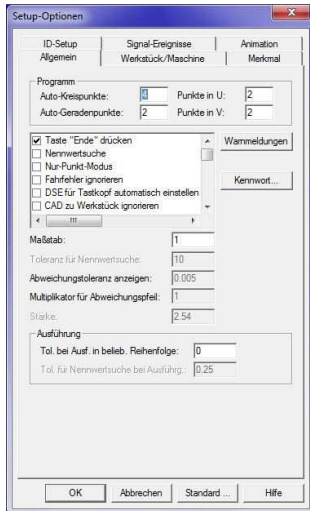 Setup-Optionen
ID-Setup Signal-Ereignisse Animation
Allgemein Werkstück/Maschine Merkmal
Programm
Auto-Kreispunkte: 4 Punkte in U: 2
Auto-Geradenpunkte: 2 Punkte in V: 2
Taste "Ende" drücken
Nennwertsuche
Nur-Punkt-Modus
Fahrfehler ignorieren
DSE für Tastkopf automatisch einstellen
CAD zu Werkstück ignorieren
Warnmeldungen
Kennwort...
Maßstab: 1
Toleranz für Nennwertsuche: 10
Abweichungstoleranz anzeigen: 0.005
Multiplikator für Abweichungspfeil: 1
Stärke: 2.54
Ausführung
Tol. bei Ausf. in belieb. Reihenfolge: 0
Tol. für Nennwertsuche bei Ausführg.: 0.25
OK Abbrechen Standard ... Hilfe